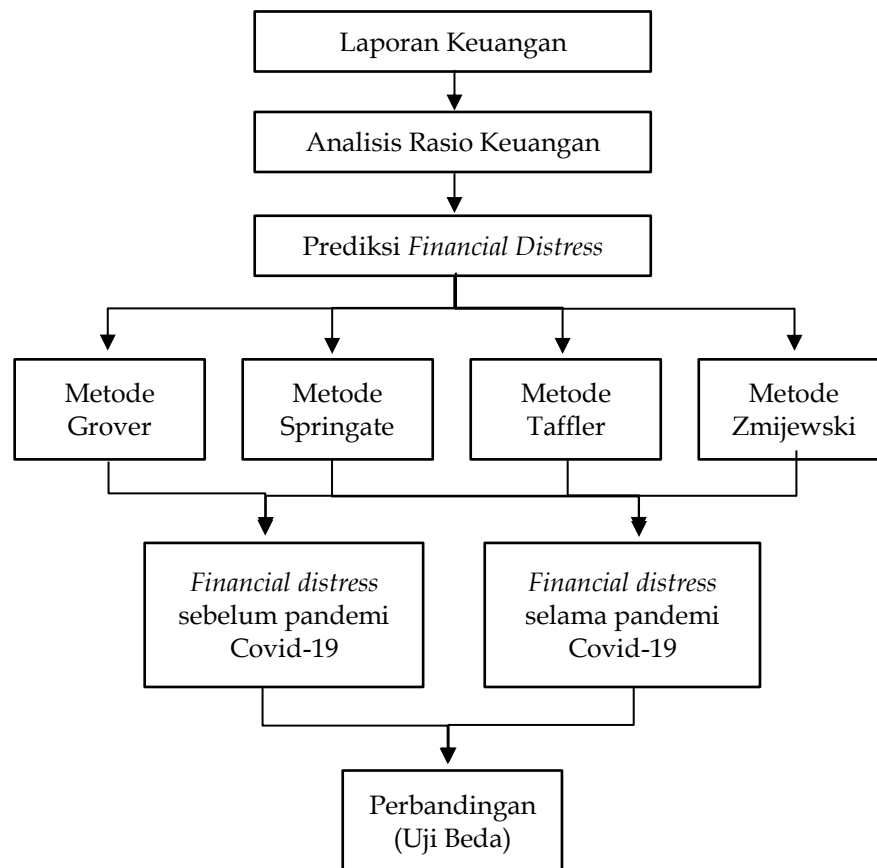 Laporan Keuangan
Analisis Rasio Keuangan
Prediksi Financial Distress
Metode
Grover
Metode
Springate
Metode
Taffler
Metode
Zmijewski
Financial distress
sebelum pandemi
Covid-19
Financial distress
selama pandemi
Covid-19
Perbandingan
(Uji Beda)